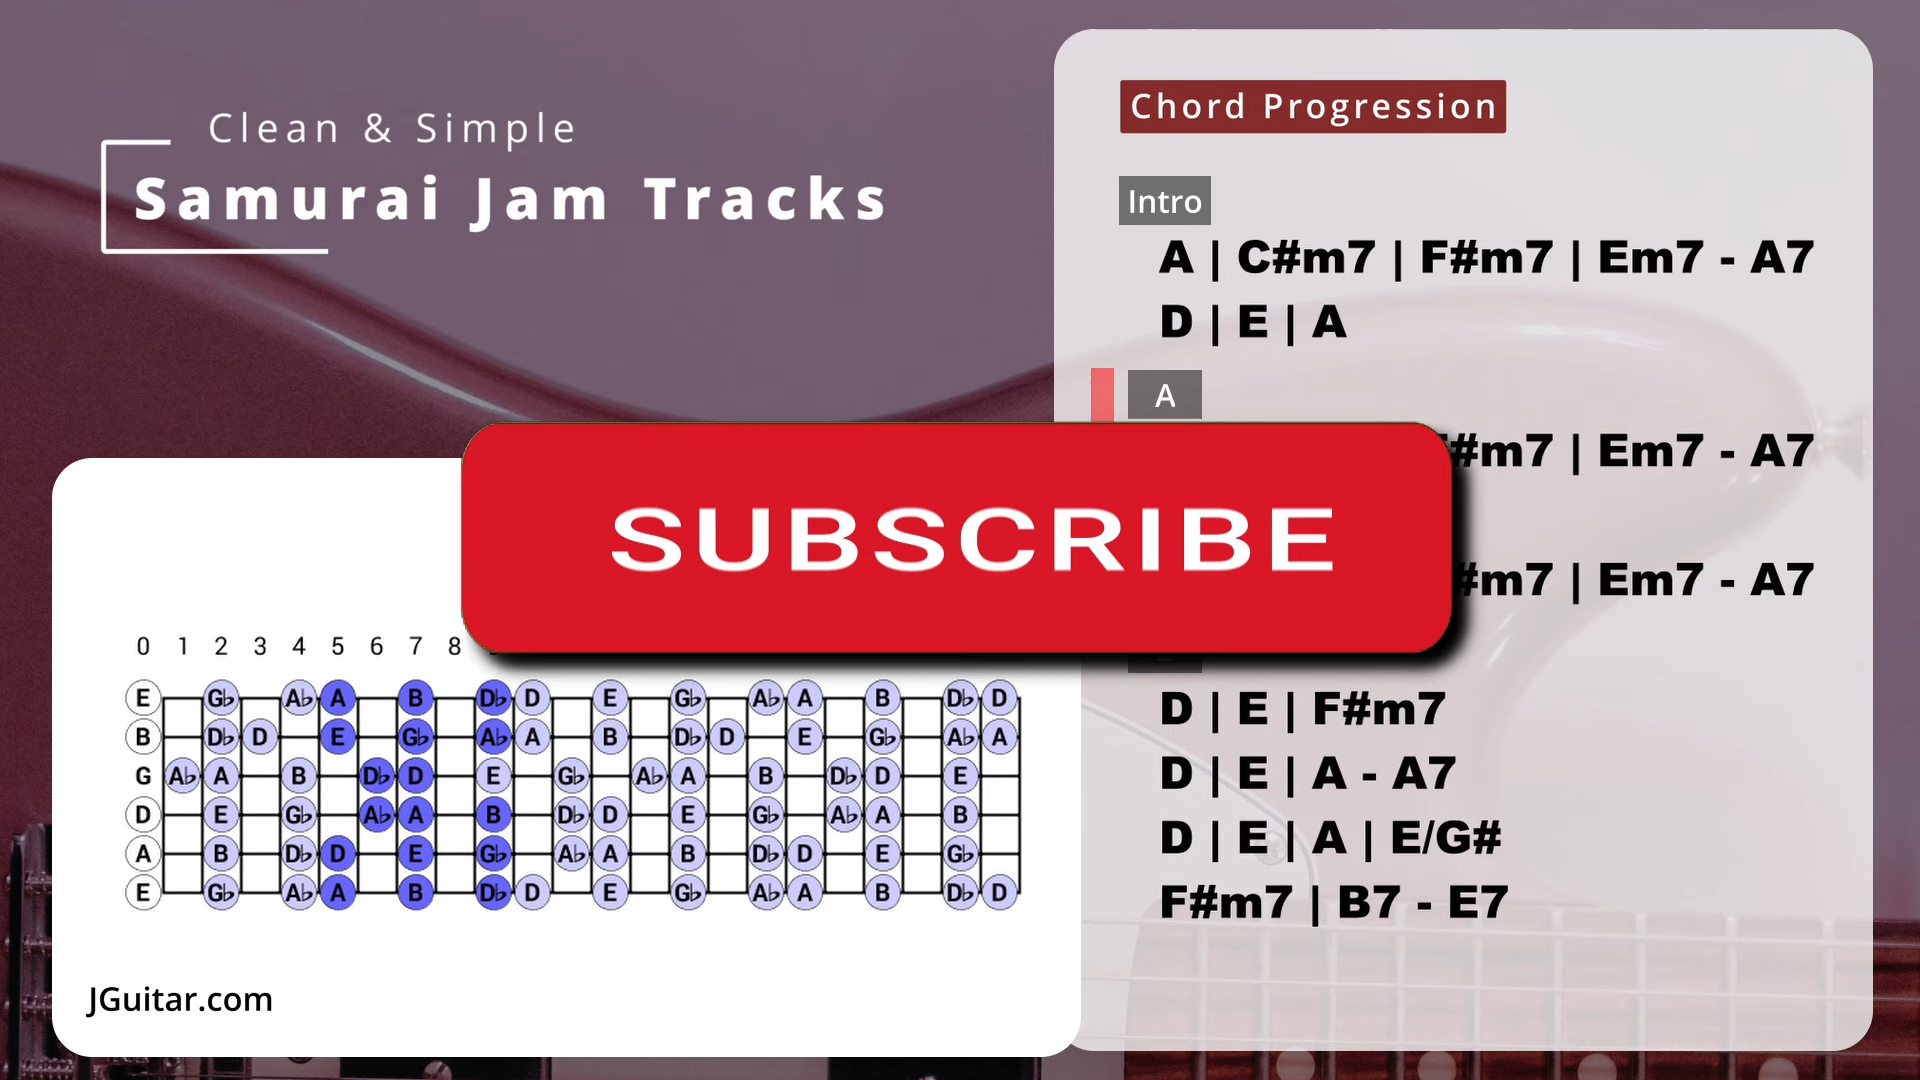 Clean & Simple
Samurai Jam Tracks
Chord Progression
Intro
A | C#m7 | F#m7 | Em7 - A7
D | E | A
A
#m7 | Em7 - A7
#m7 | Em7 - A7
D | E | F#m7
D | E | A - A7
D | E | A | E/G#
F#m7 | B7 - E7
SUBSCRIBE
0 1 2 3 4 5 6 7 8
E G♭ A♭ A B D♭ D E G♭ A♭ A B D♭ D
B D♭ D E G♭ A♭ A B D♭ D E G♭ A♭ A
G A♭ A B D♭ D E G♭ A♭ A B D♭ D E
D E G♭ A♭ A B D♭ D E G♭ A♭ A B
A B D♭ D E G♭ A♭ A B D♭ D E G♭
E G♭ A♭ A B D♭ D E G♭ A♭ A B D♭ D
JGuitar.com